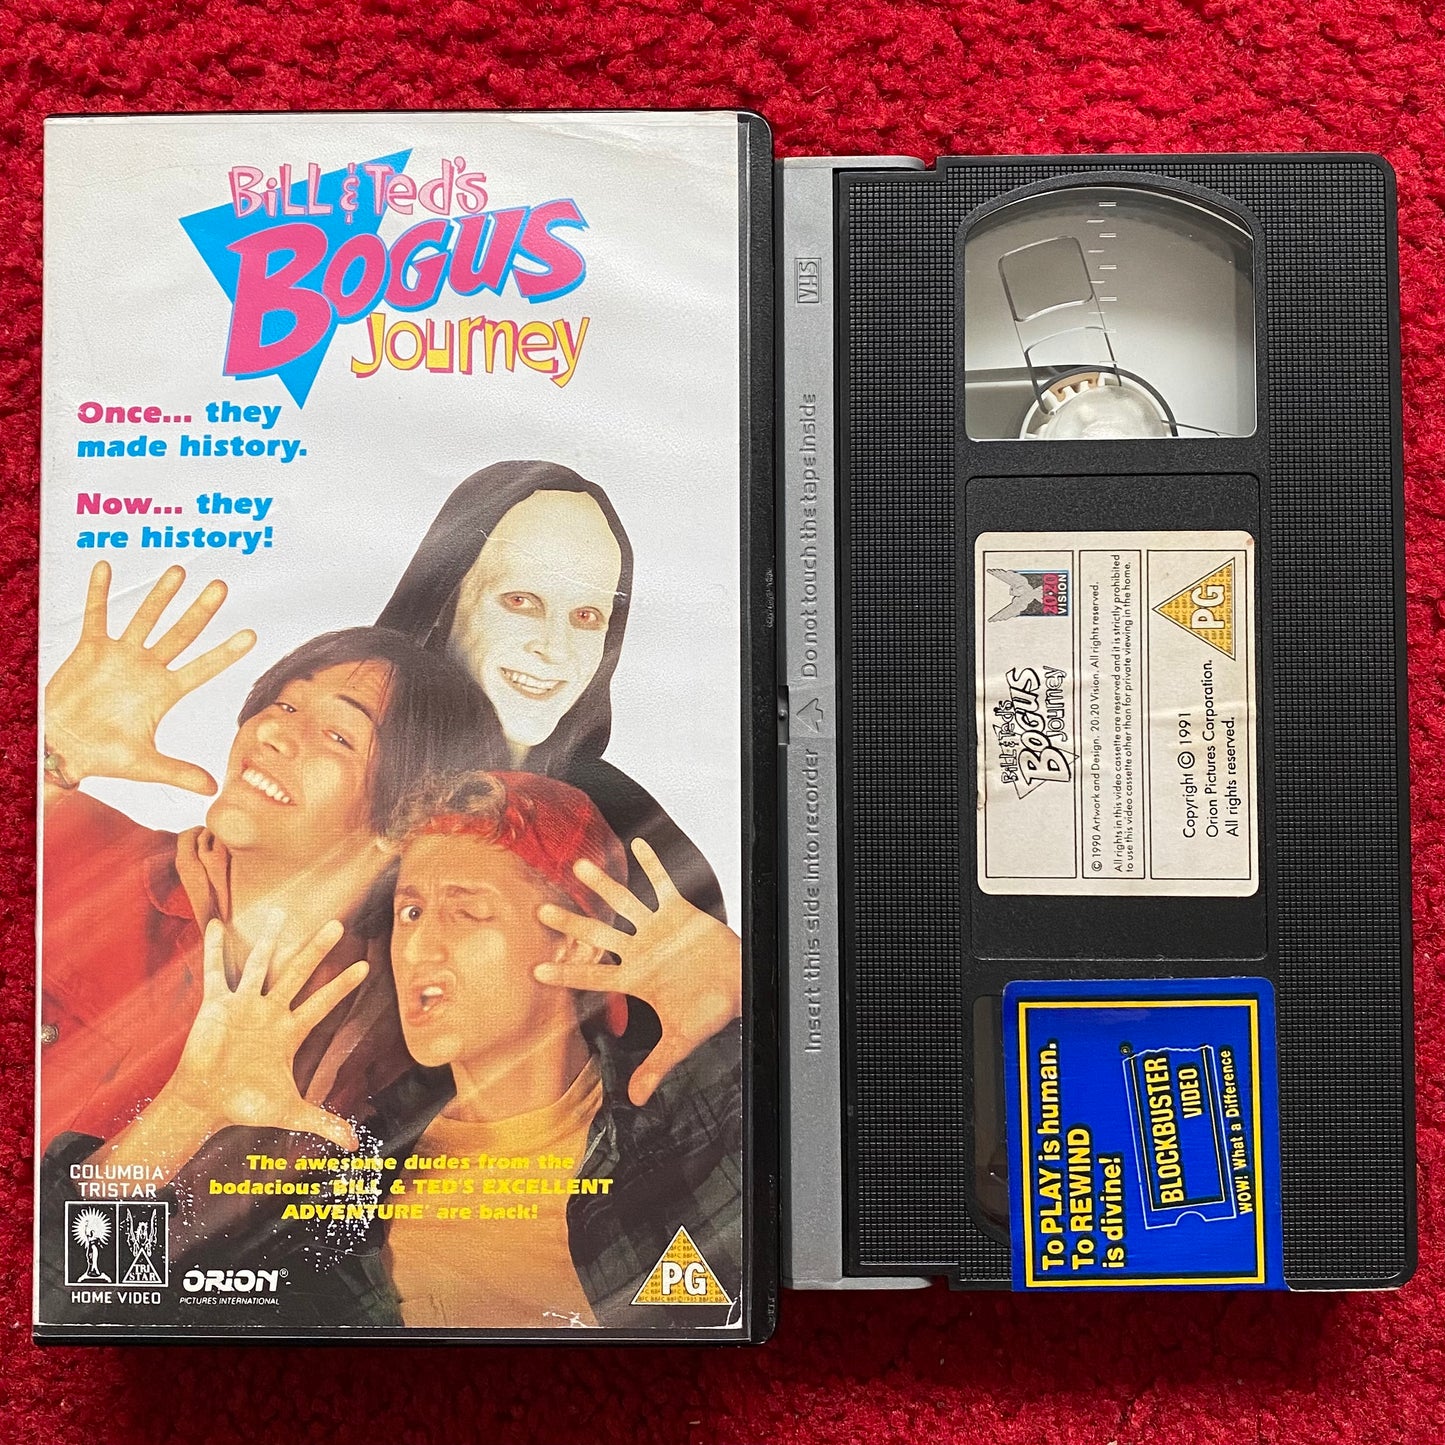 BiLL & Ted's
BOGUS
Journey
Once... they
made history.
Now... they
are history!
The awesome dudes from the
bodacious 'BILL & TED'S EXCELLENT
ADVENTURE' are back!
COLUMBIA
TRISTAR
TRI
STAR
HOME VIDEO
ORION®
PICTURES INTERNATIONAL
PG
VHS
Insert this side into recorder △ Do not touch the tape inside
20:20
VISION
BiLL & Ted's
BOGUS
Journey
© 1990 Artwork and Design. 20:20 Vision. All rights reserved.
All rights in this video cassette are reserved and it is strictly prohibited
to use this video cassette other than for private viewing in the home.
PG
Copyright © 1991
Orion Pictures Corporation.
All rights reserved.
To PLAY is human.
To REWIND
is divine!
BLOCKBUSTER®
VIDEO
WOW! What a Difference